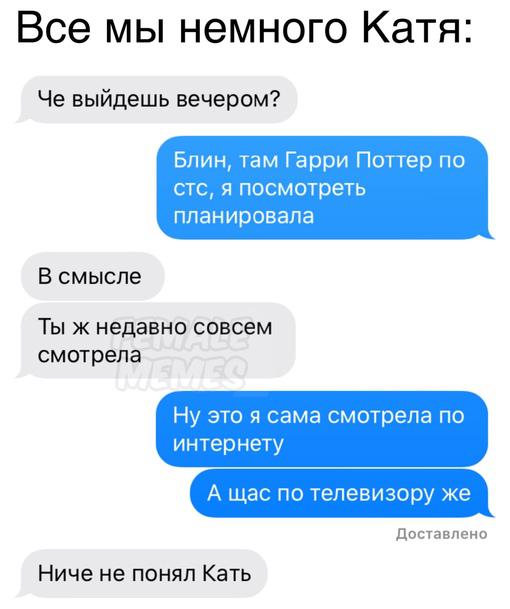 Все мы немного Катя:
Че выйдешь вечером?
Блин, там Гарри Поттер по
стс, я посмотреть
планировала
В смысле
Ты ж недавно совсем
смотрела
FEMALE
MEMES_
Ну это я сама смотрела по
интернету
А щас по телевизору же
Доставлено
Ниче не понял Кать